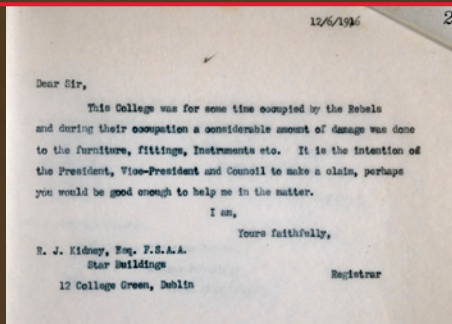 12/6/1916
2
Dear Sir,
This College was for some time occupied by the Rebels
and during their occupation a considerable amount of damage was done
to the furniture, fittings, Instruments etc. It is the intention of
the President, Vice-President and Council to make a claim, perhaps
you would be good enough to help me in the matter.
I am,
Yours faithfully,
R. J. Kidney, Esq. F.S.A.A.
Star Buildings
Registrar
12 College Green, Dublin